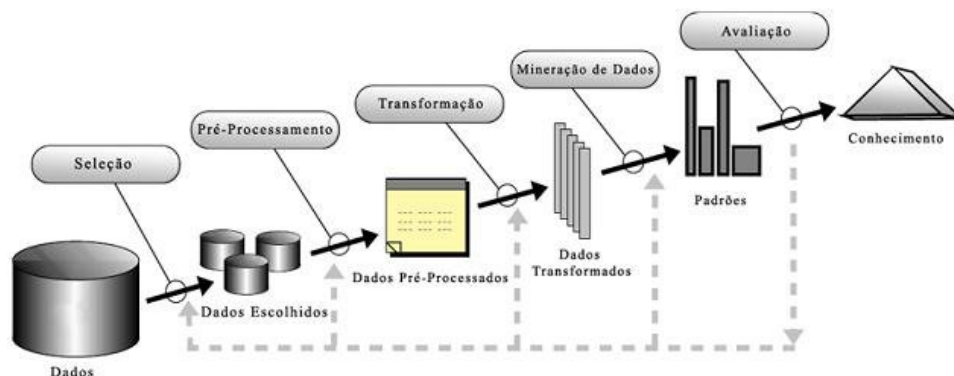 Avaliação
Mineração de Dados
Transformação
Pré-Processamento
Seleção
Conhecimento
Padrões
Dados
Transformados
Dados Pré-Processados
Dados Escolhidos
Dados